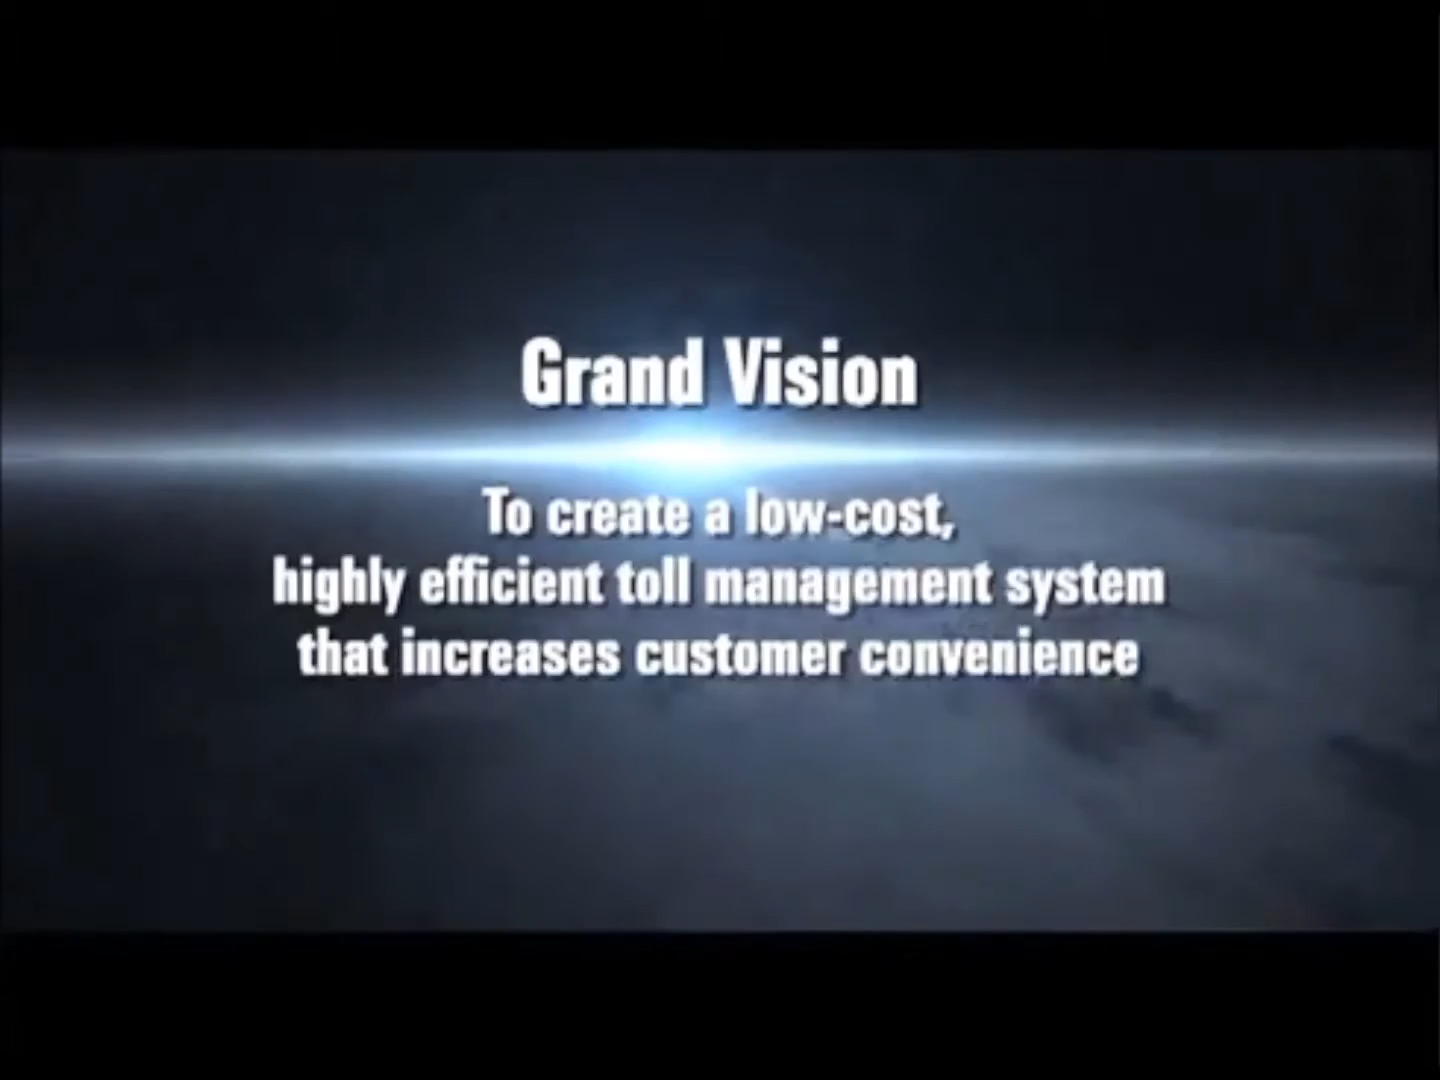 Grand Vision
To create a low-cost,
highly efficient toll management system
that increases customer convenience